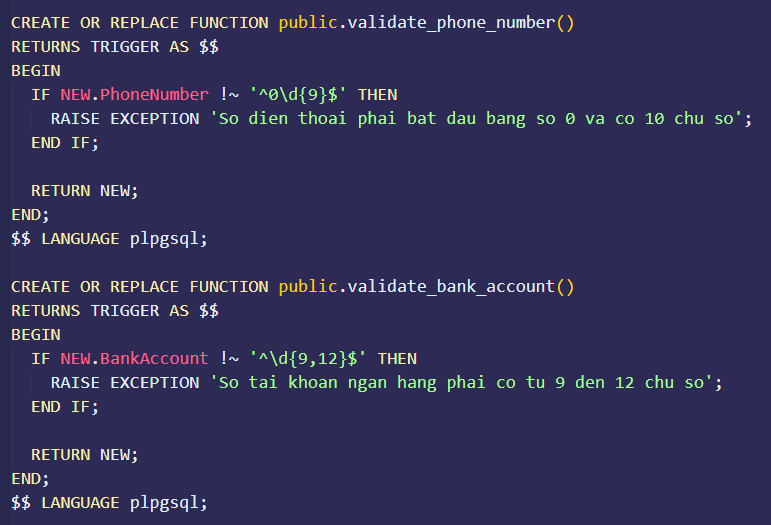 CREATE OR REPLACE FUNCTION public.validate_phone_number()
RETURNS TRIGGER AS $$
BEGIN
  IF NEW.PhoneNumber !~ '^0\d{9}$' THEN
    RAISE EXCEPTION 'So dien thoai phai bat dau bang so 0 va co 10 chu so';
  END IF;

  RETURN NEW;
END;
$$ LANGUAGE plpgsql;

CREATE OR REPLACE FUNCTION public.validate_bank_account()
RETURNS TRIGGER AS $$
BEGIN
  IF NEW.BankAccount !~ '^\d{9,12}$' THEN
    RAISE EXCEPTION 'So tai khoan ngan hang phai co tu 9 den 12 chu so';
  END IF;

  RETURN NEW;
END;
$$ LANGUAGE plpgsql;